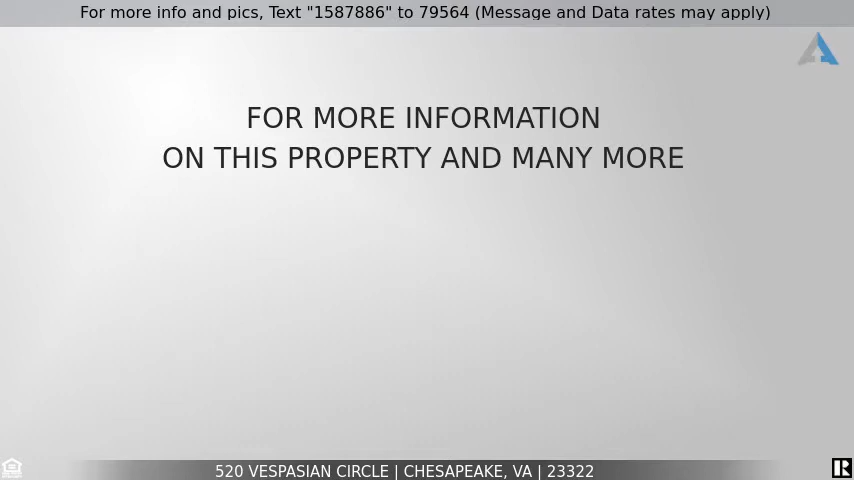 For more info and pics, Text "1587886" to 79564 (Message and Data rates may apply)
FOR MORE INFORMATION
ON THIS PROPERTY AND MANY MORE
520 VESPASIAN CIRCLE | CHESAPEAKE, VA | 23322